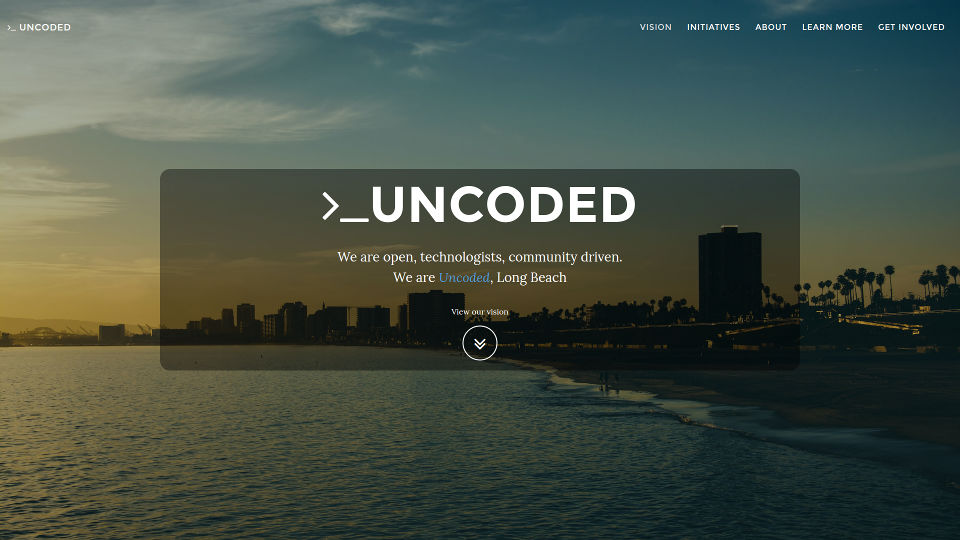 >_ UNCODED
VISION INITIATIVES ABOUT LEARN MORE GET INVOLVED
>_UNCODED
We are open, technologists, community driven.
We are Uncoded, Long Beach
View our vision